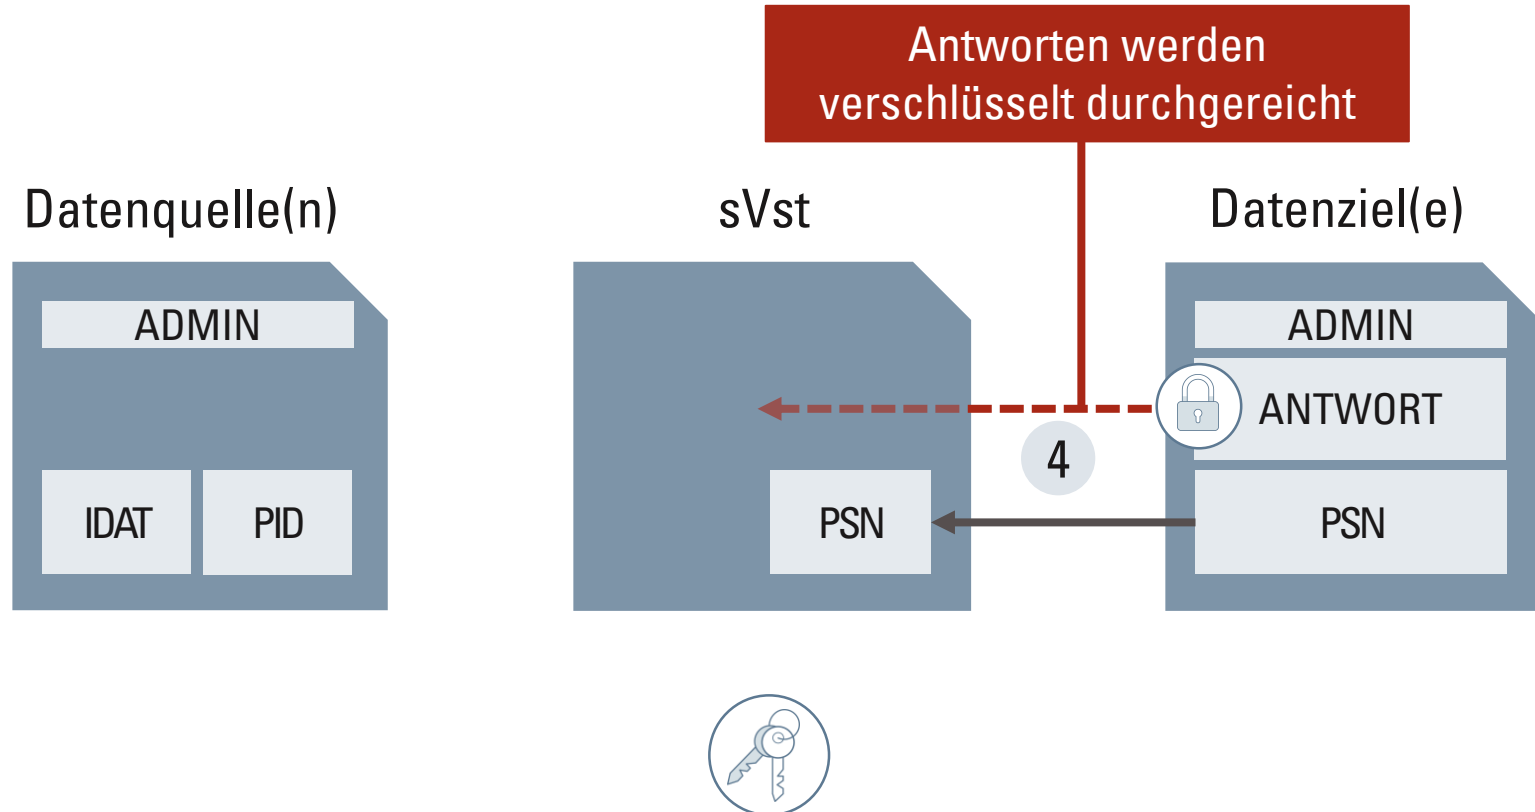 Antworten werden
verschlüsselt durchgereicht
Datenquelle(n)
sVst
Datenziel(e)
ADMIN
ADMIN
ANTWORT
4
IDAT
PID
PSN
PSN